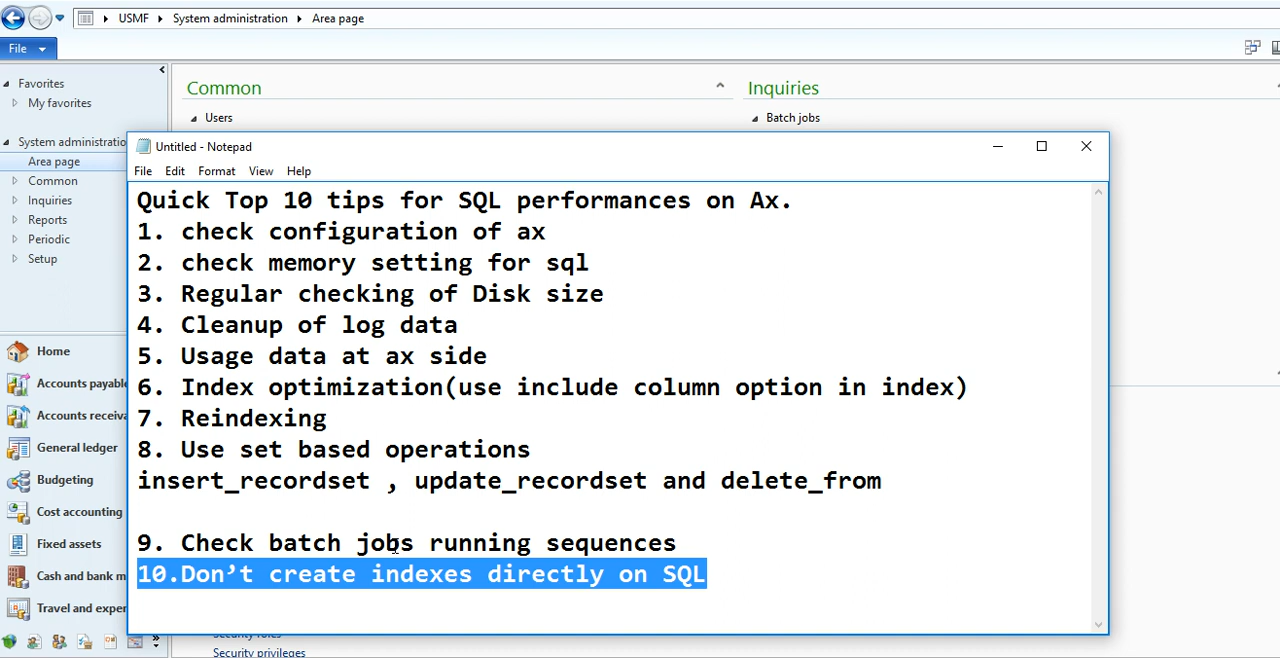 USMF
System administration
Area page
File
Favorites
My favorites
System administratio
Area page
Common
Inquiries
Reports
Periodic
Setup
Home
Accounts payabl
Accounts receiva
General ledger
Budgeting
Cost accounting
Fixed assets
Cash and bank m
Travel and exper
Common
Users
Inquiries
Batch jobs
Untitled - Notepad
File Edit Format View Help
Quick Top 10 tips for SQL performances on Ax.
1. check configuration of ax
2. check memory setting for sql
3. Regular checking of Disk size
4. Cleanup of log data
5. Usage data at ax side
6. Index optimization(use include column option in index)
7. Reindexing
8. Use set based operations
insert_recordset , update_recordset and delete_from
9. Check batch jobs running sequences
10.Don’t create indexes directly on SQL
Security roles
Security privileges